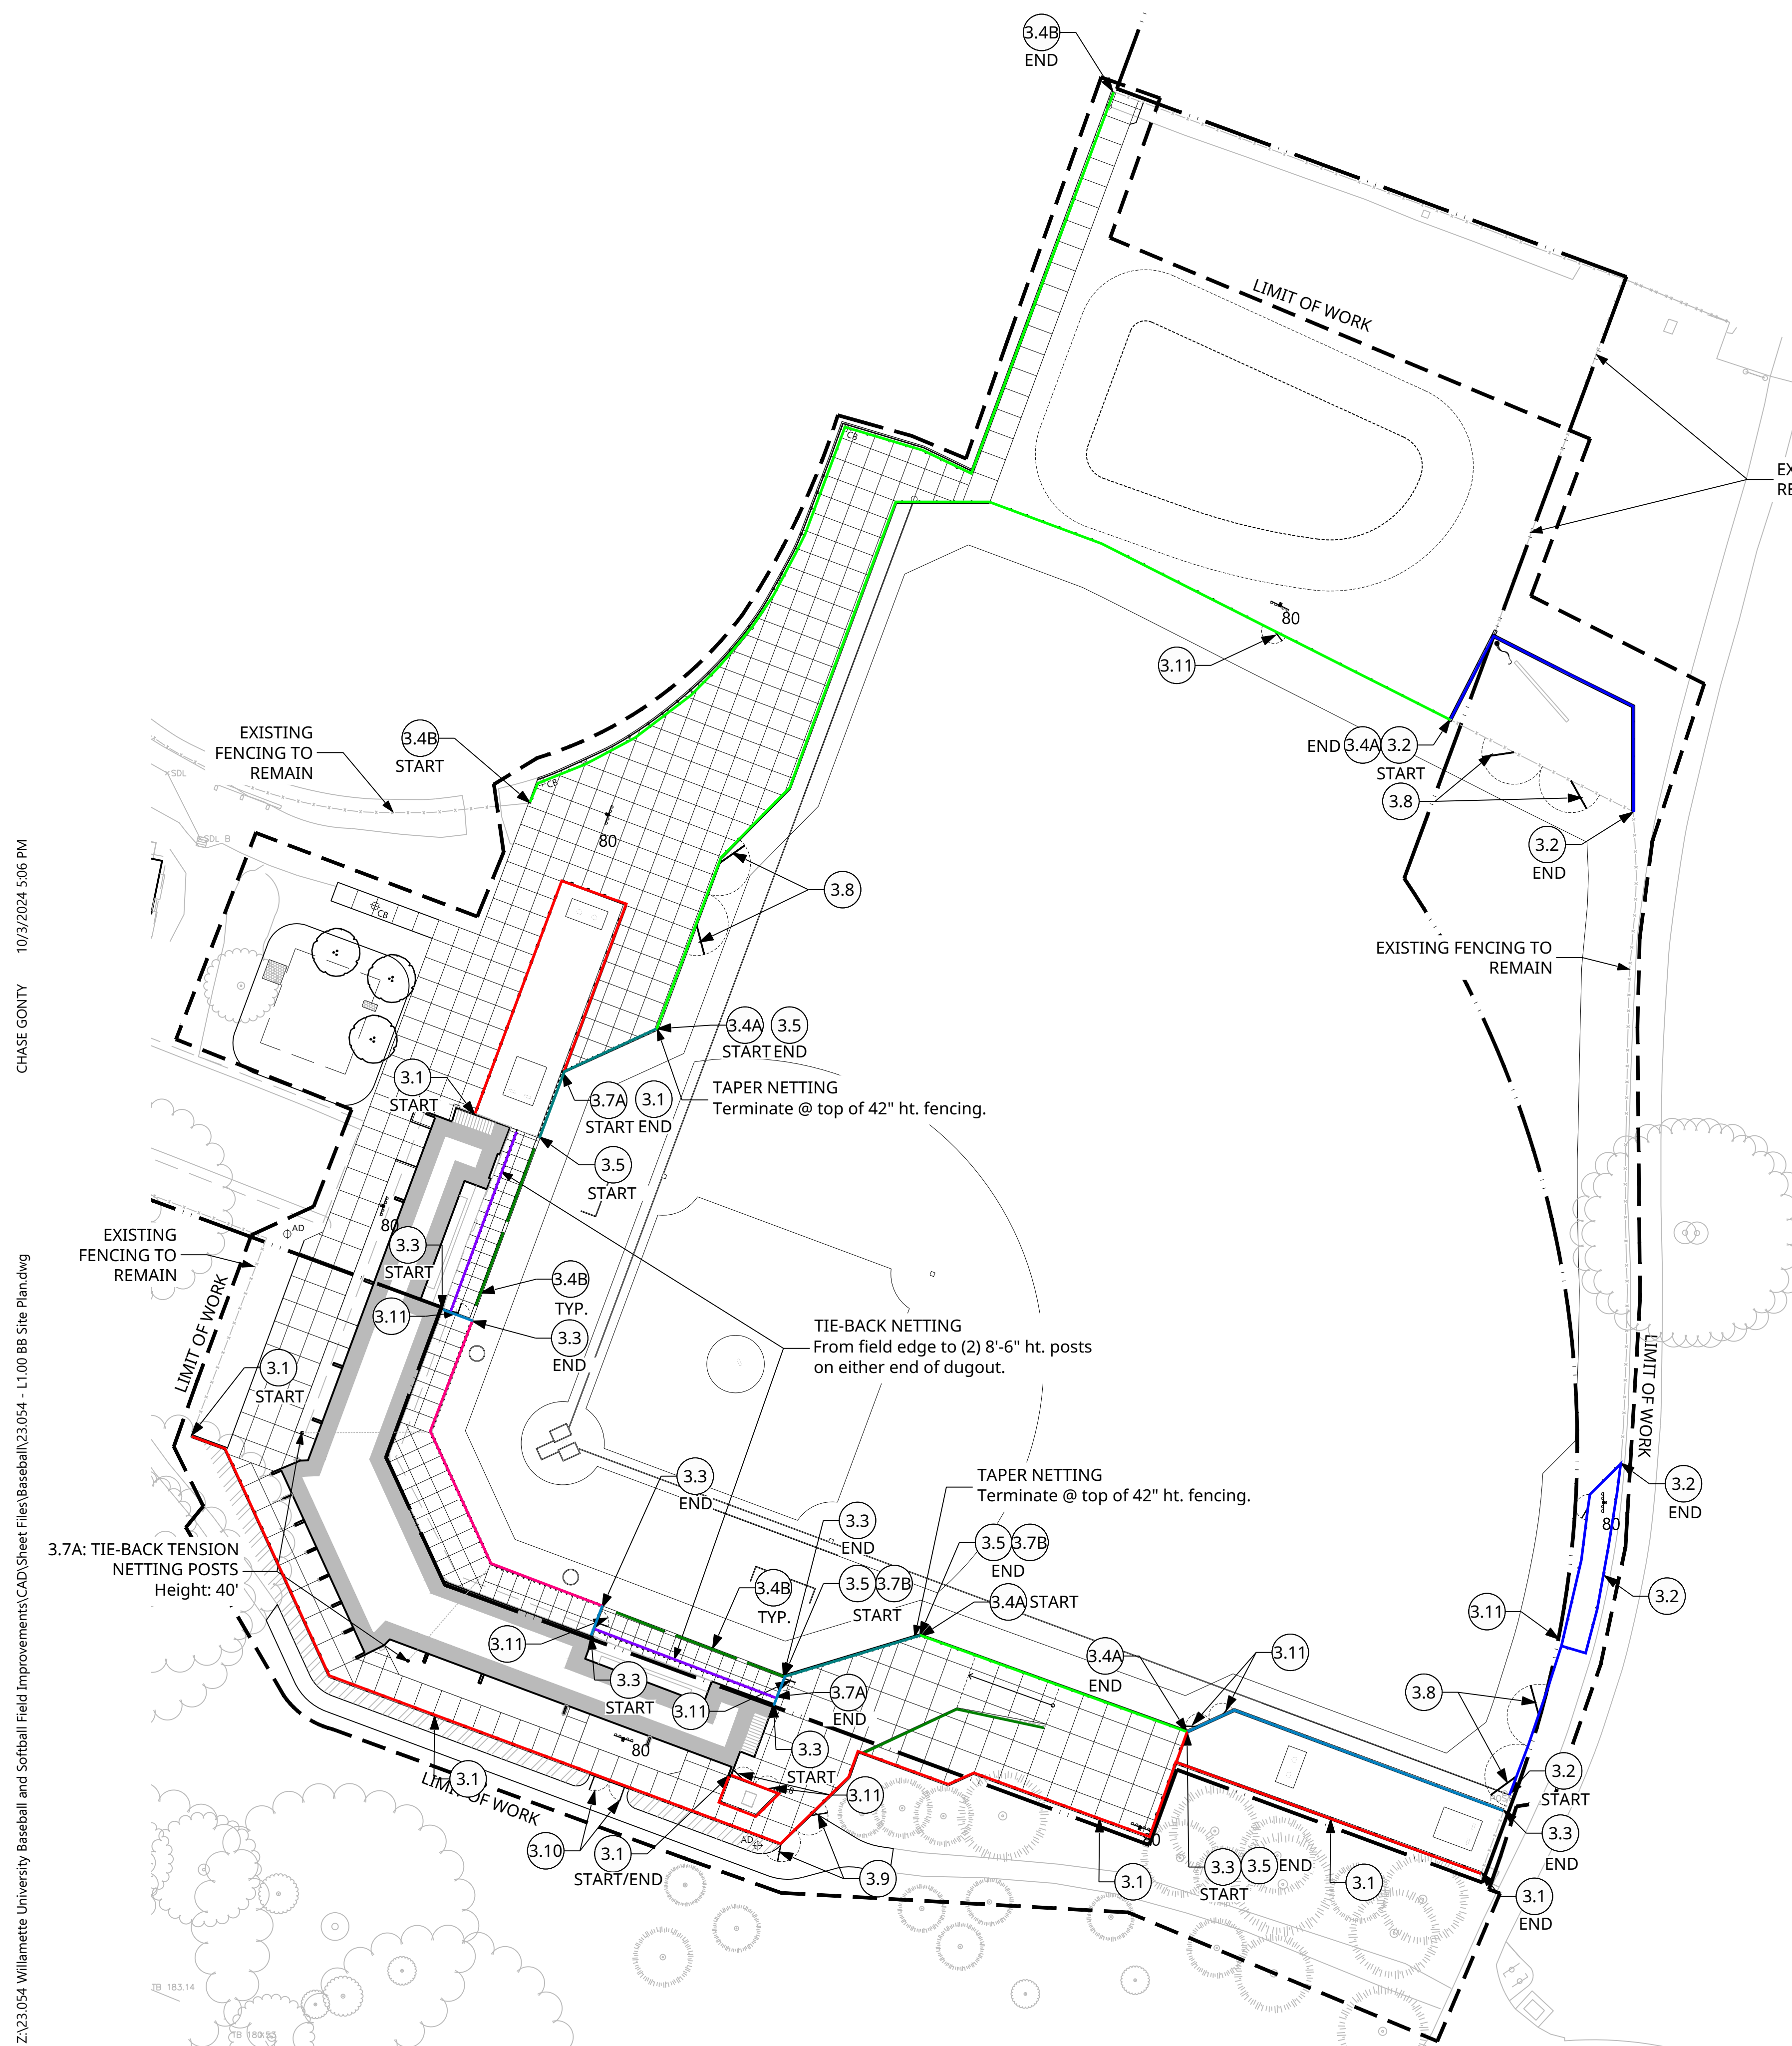 3.4B
END
LIMIT OF WORK
EX
RE
80
3.11
EXISTING
FENCING TO
REMAIN
3.4B
START
SDL
CB
CB
80
SDL B
CB
END 3.4A 3.2
START
3.8
3.2
END
3.8
EXISTING FENCING TO
REMAIN
3.4A 3.5
START END
TAPER NETTING
Terminate @ top of 42" ht. fencing.
3.1
START
3.7A 3.1
START END
3.5
START
AD
80
EXISTING
FENCING TO
REMAIN
3.3
START
3.4B
TYP.
3.11
3.3
END
TIE-BACK NETTING
From field edge to (2) 8'-6" ht. posts
on either end of dugout.
LIMIT OF WORK
3.1
START
LIMIT OF WORK
3.3
END
TAPER NETTING
Terminate @ top of 42" ht. fencing.
3.2
END
80
3.3
END
3.5 3.7B
END
3.7A: TIE-BACK TENSION
NETTING POSTS
Height: 40'
3.4B
TYP.
3.5 3.7B
START
3.4A START
3.2
3.11
3.11
3.4A
END
3.11
3.3
START
3.11
3.7A
END
3.8
80
3.3
START
3.1
LIMIT OF WORK
3.11
3.2
START
3.10
3.1
START/END
AD
3.9
80
3.1
3.3 3.5 END
START
3.1
3.3
END
3.1
END
TB 183.14
Z:\23.054 Willamette University Baseball and Softball Field Improvements\CAD\Sheet Files\Baseball\23.054 - L1.00 BB Site Plan.dwg
CHASE GONTY
10/3/2024 5:06 PM